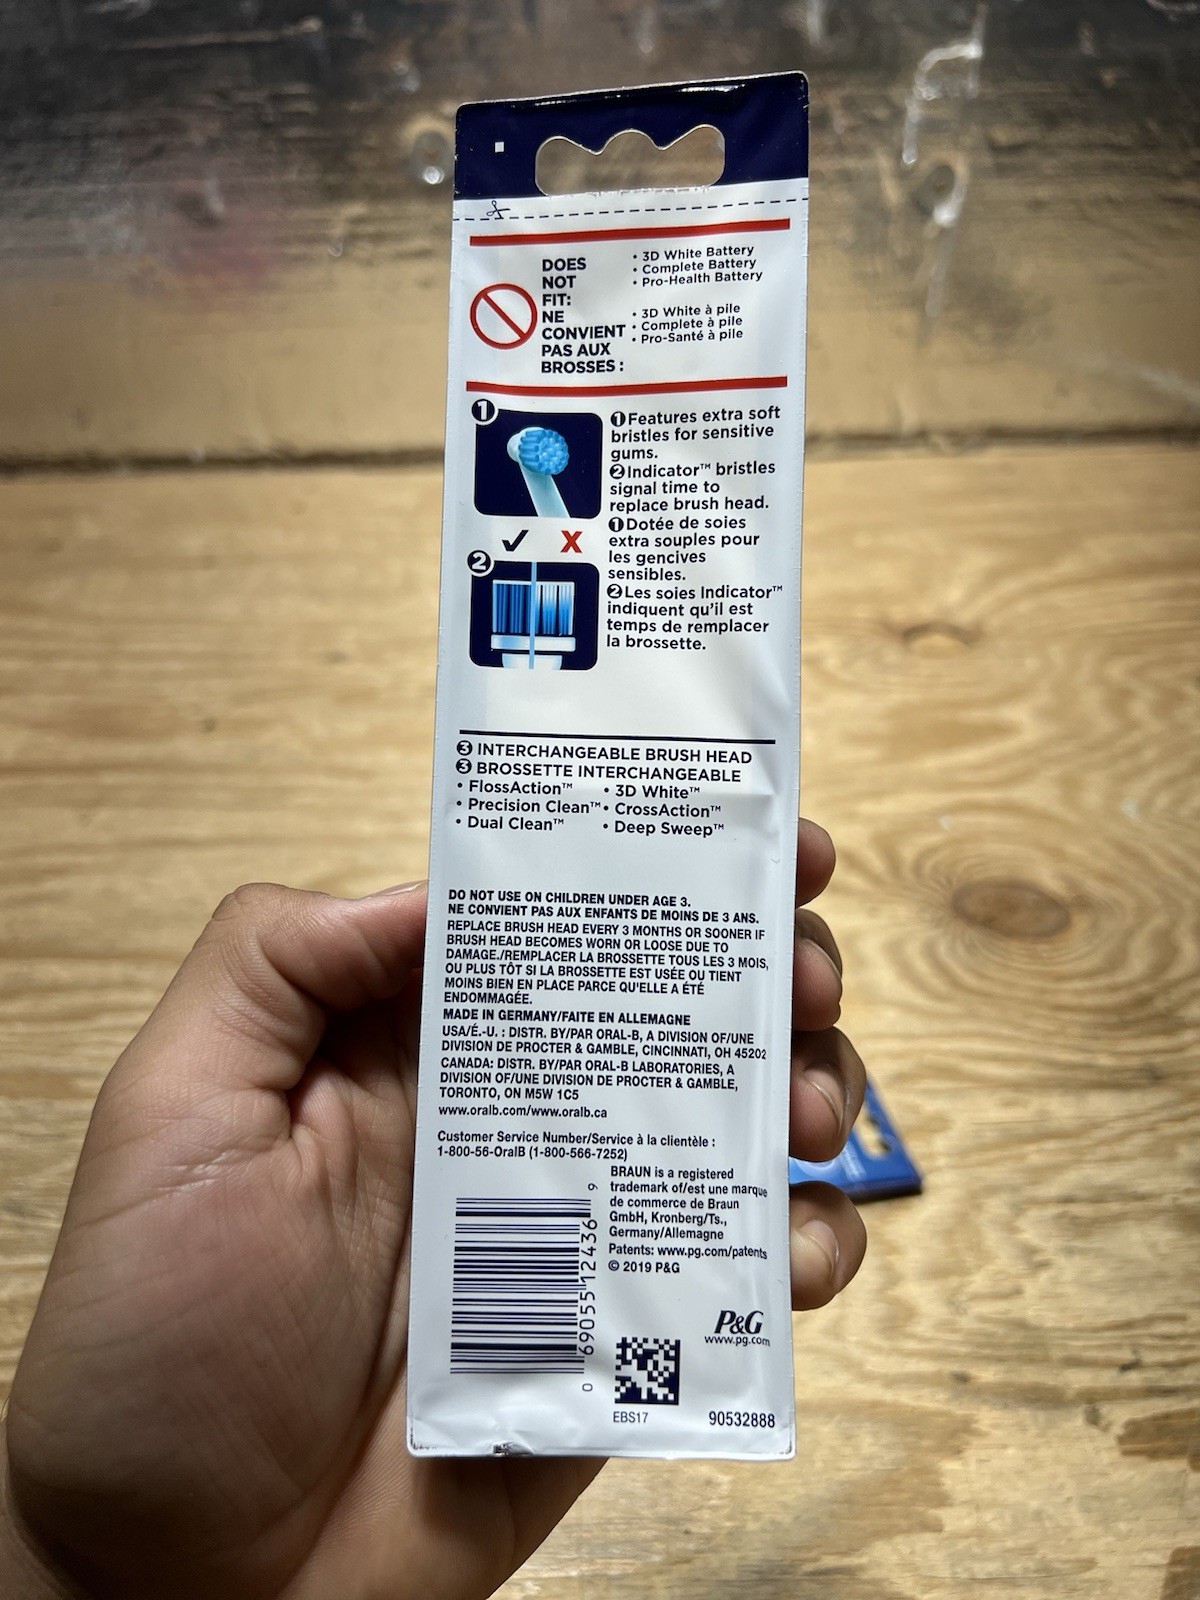 DOES
NOT
FIT:
NE
CONVIENT
PAS AUX
BROSSES :
• 3D White Battery
• Complete Battery
• Pro-Health Battery
• 3D White à pile
• Complete à pile
• Pro-Santé à pile
1
❶Features extra soft
bristles for sensitive
gums.
❷Indicator™ bristles
signal time to
replace brush head.
❶Dotée de soies
extra souples pour
les gencives
sensibles.
❷Les soies Indicator™
indiquent qu'il est
temps de remplacer
la brossette.
✓ X
2
❸ INTERCHANGEABLE BRUSH HEAD
❸ BROSSETTE INTERCHANGEABLE
• FlossAction™ • 3D White™
• Precision Clean™ • CrossAction™
• Dual Clean™ • Deep Sweep™
DO NOT USE ON CHILDREN UNDER AGE 3.
NE CONVIENT PAS AUX ENFANTS DE MOINS DE 3 ANS.
REPLACE BRUSH HEAD EVERY 3 MONTHS OR SOONER IF
BRUSH HEAD BECOMES WORN OR LOOSE DUE TO
DAMAGE./REMPLACER LA BROSSETTE TOUS LES 3 MOIS,
OU PLUS TÔT SI LA BROSSETTE EST USÉE OU TIENT
MOINS BIEN EN PLACE PARCE QU'ELLE A ÉTÉ
ENDOMMAGÉE.
MADE IN GERMANY/FAITE EN ALLEMAGNE
USA/É.-U. : DISTR. BY/PAR ORAL-B, A DIVISION OF/UNE
DIVISION DE PROCTER & GAMBLE, CINCINNATI, OH 45202
CANADA: DISTR. BY/PAR ORAL-B LABORATORIES, A
DIVISION OF/UNE DIVISION DE PROCTER & GAMBLE,
TORONTO, ON M5W 1C5
www.oralb.com/www.oralb.ca
Customer Service Number/Service à la clientèle :
1-800-56-OralB (1-800-566-7252)
BRAUN is a registered
trademark of/est une marque
de commerce de Braun
GmbH, Kronberg/Ts.,
Germany/Allemagne
Patents: www.pg.com/patents
© 2019 P&G
0 69055 12436 9
P&G
www.pg.com
EBS17
90532888